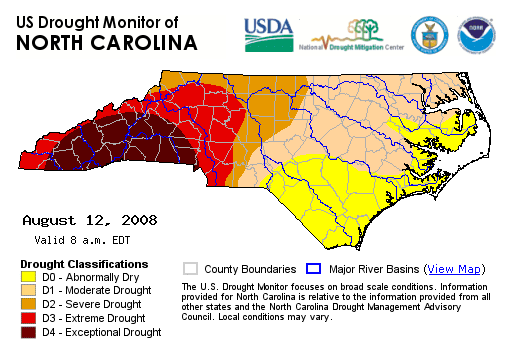 US Drought Monitor of
NORTH CAROLINA
USDA
National Drought Mitigation Center
August 12, 2008
Valid 8 a.m. EDT
Drought Classifications
D0 - Abnormally Dry
D1 - Moderate Drought
D2 - Severe Drought
D3 - Extreme Drought
D4 - Exceptional Drought
County Boundaries
Major River Basins (View Map)
The U.S. Drought Monitor focuses on broad scale conditions. Information
provided for North Carolina is relative to the information provided from all
other states and the North Carolina Drought Management Advisory
Council. Local conditions may vary.